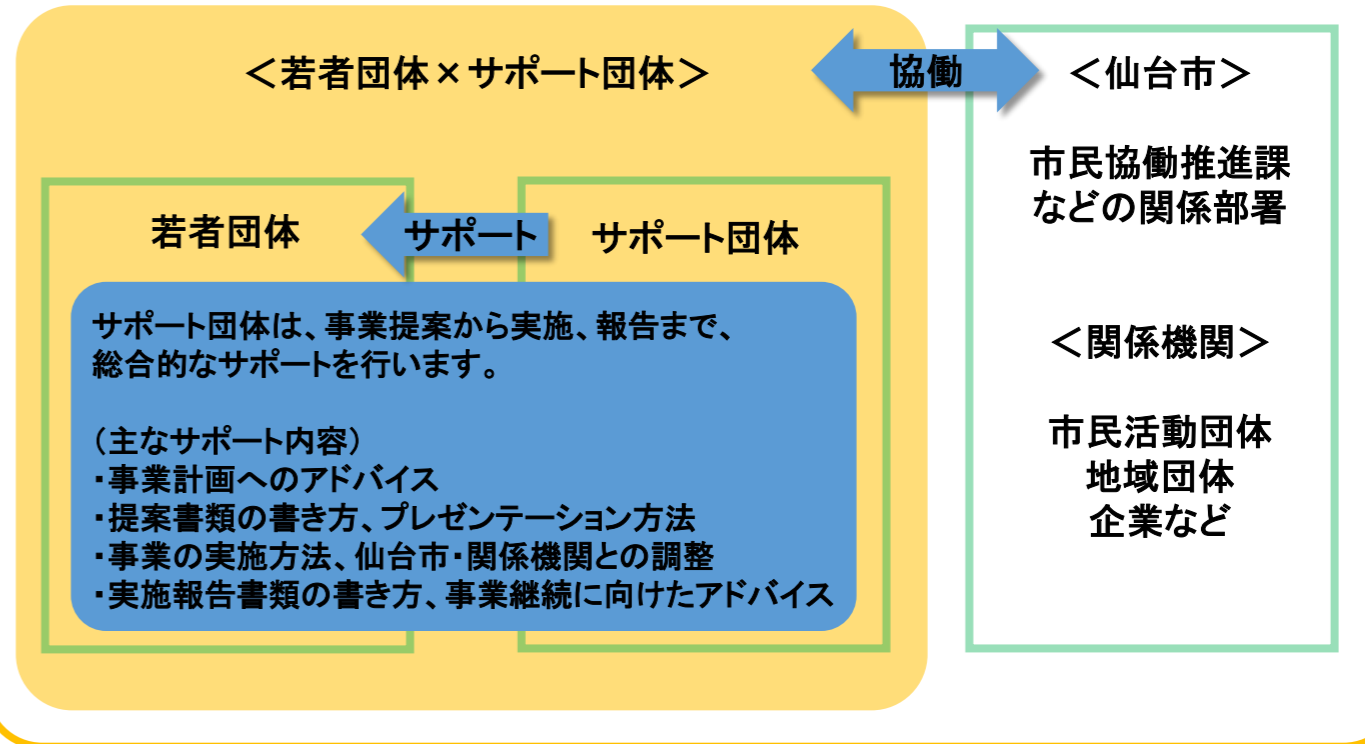 ＜若者団体×サポート団体＞
協働
＜仙台市＞
市民協働推進課
などの関係部署
若者団体
サポート
サポート団体
サポート団体は、事業提案から実施、報告まで、
総合的なサポートを行います。
（主なサポート内容）
・事業計画へのアドバイス
・提案書類の書き方、プレゼンテーション方法
・事業の実施方法、仙台市・関係機関との調整
・実施報告書類の書き方、事業継続に向けたアドバイス
＜関係機関＞
市民活動団体
地域団体
企業など